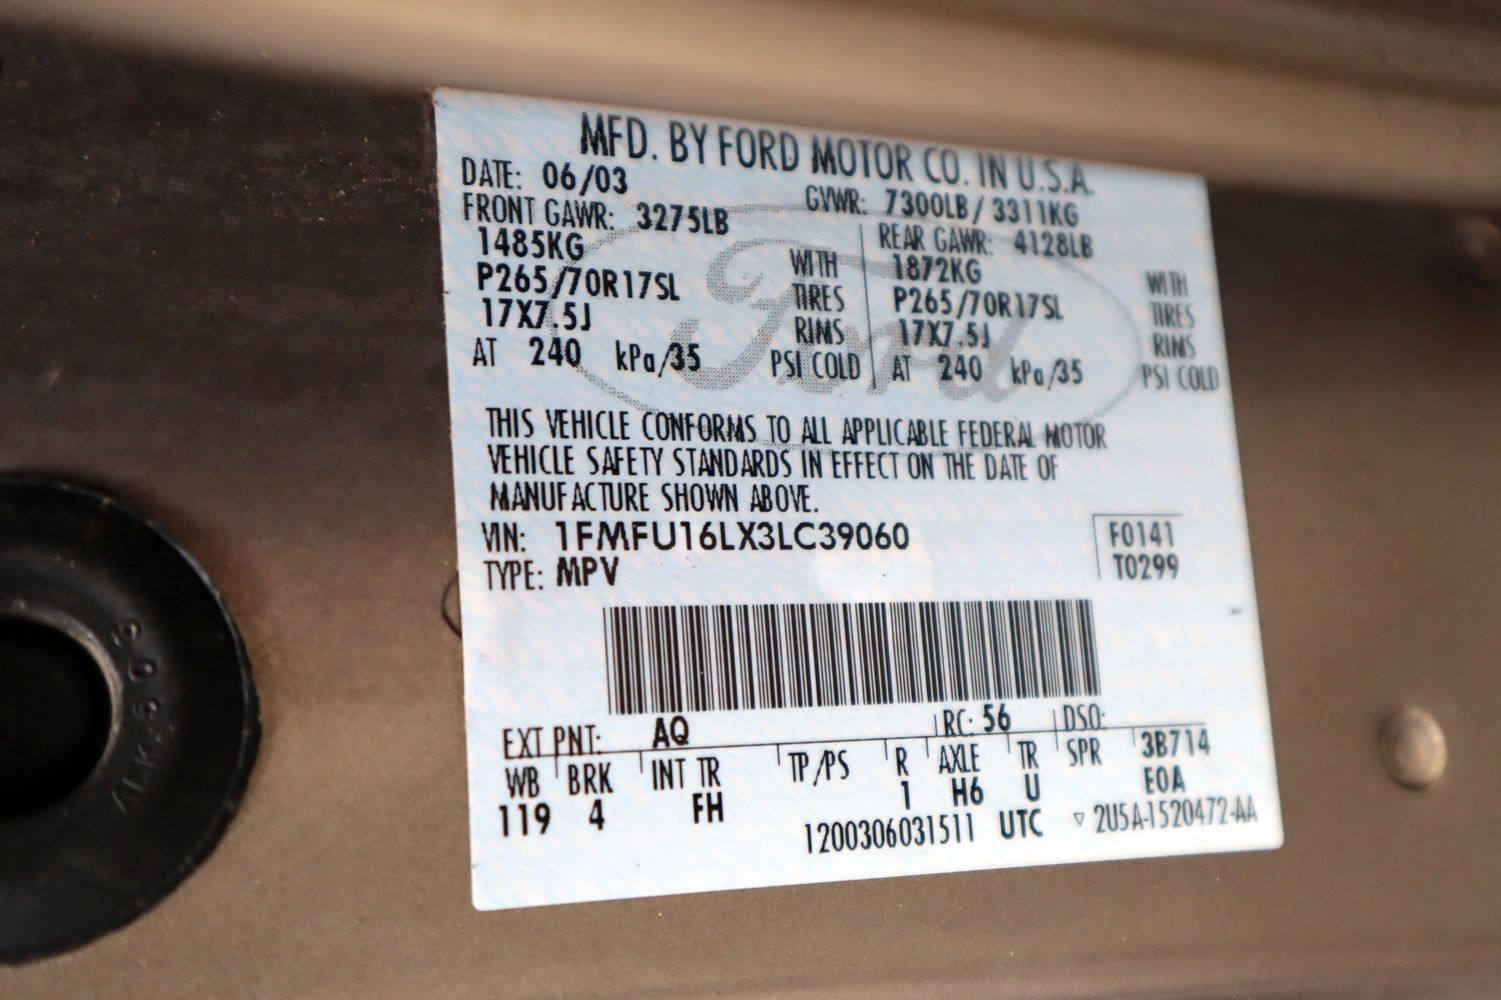 MFD. BY FORD MOTOR CO. IN U.S.A.
DATE: 06/03 GVWR: 7300LB / 3311KG
FRONT GAWR: 3275LB REAR GAWR: 4128LB
1485KG WITH 1872KG WITH
P265/70R17SL TIRES P265/70R17SL TIRES
17X7.5J RIMS 17X7.5J RIMS
AT 240 kPa/35 PSI COLD AT 240 kPa/35 PSI COLD
Ford
THIS VEHICLE CONFORMS TO ALL APPLICABLE FEDERAL MOTOR
VEHICLE SAFETY STANDARDS IN EFFECT ON THE DATE OF
MANUFACTURE SHOWN ABOVE.
VIN: 1FMFU16LX3LC39060 F0141
TYPE: MPV T0299
EXT PNT: AQ RC: 56 DSO:
WB BRK INT TR TP/PS R AXLE TR SPR 3B714
119 4 FH 1 H6 U E0A
1200306031511 UTC ▽ 2U5A-1520472-AA